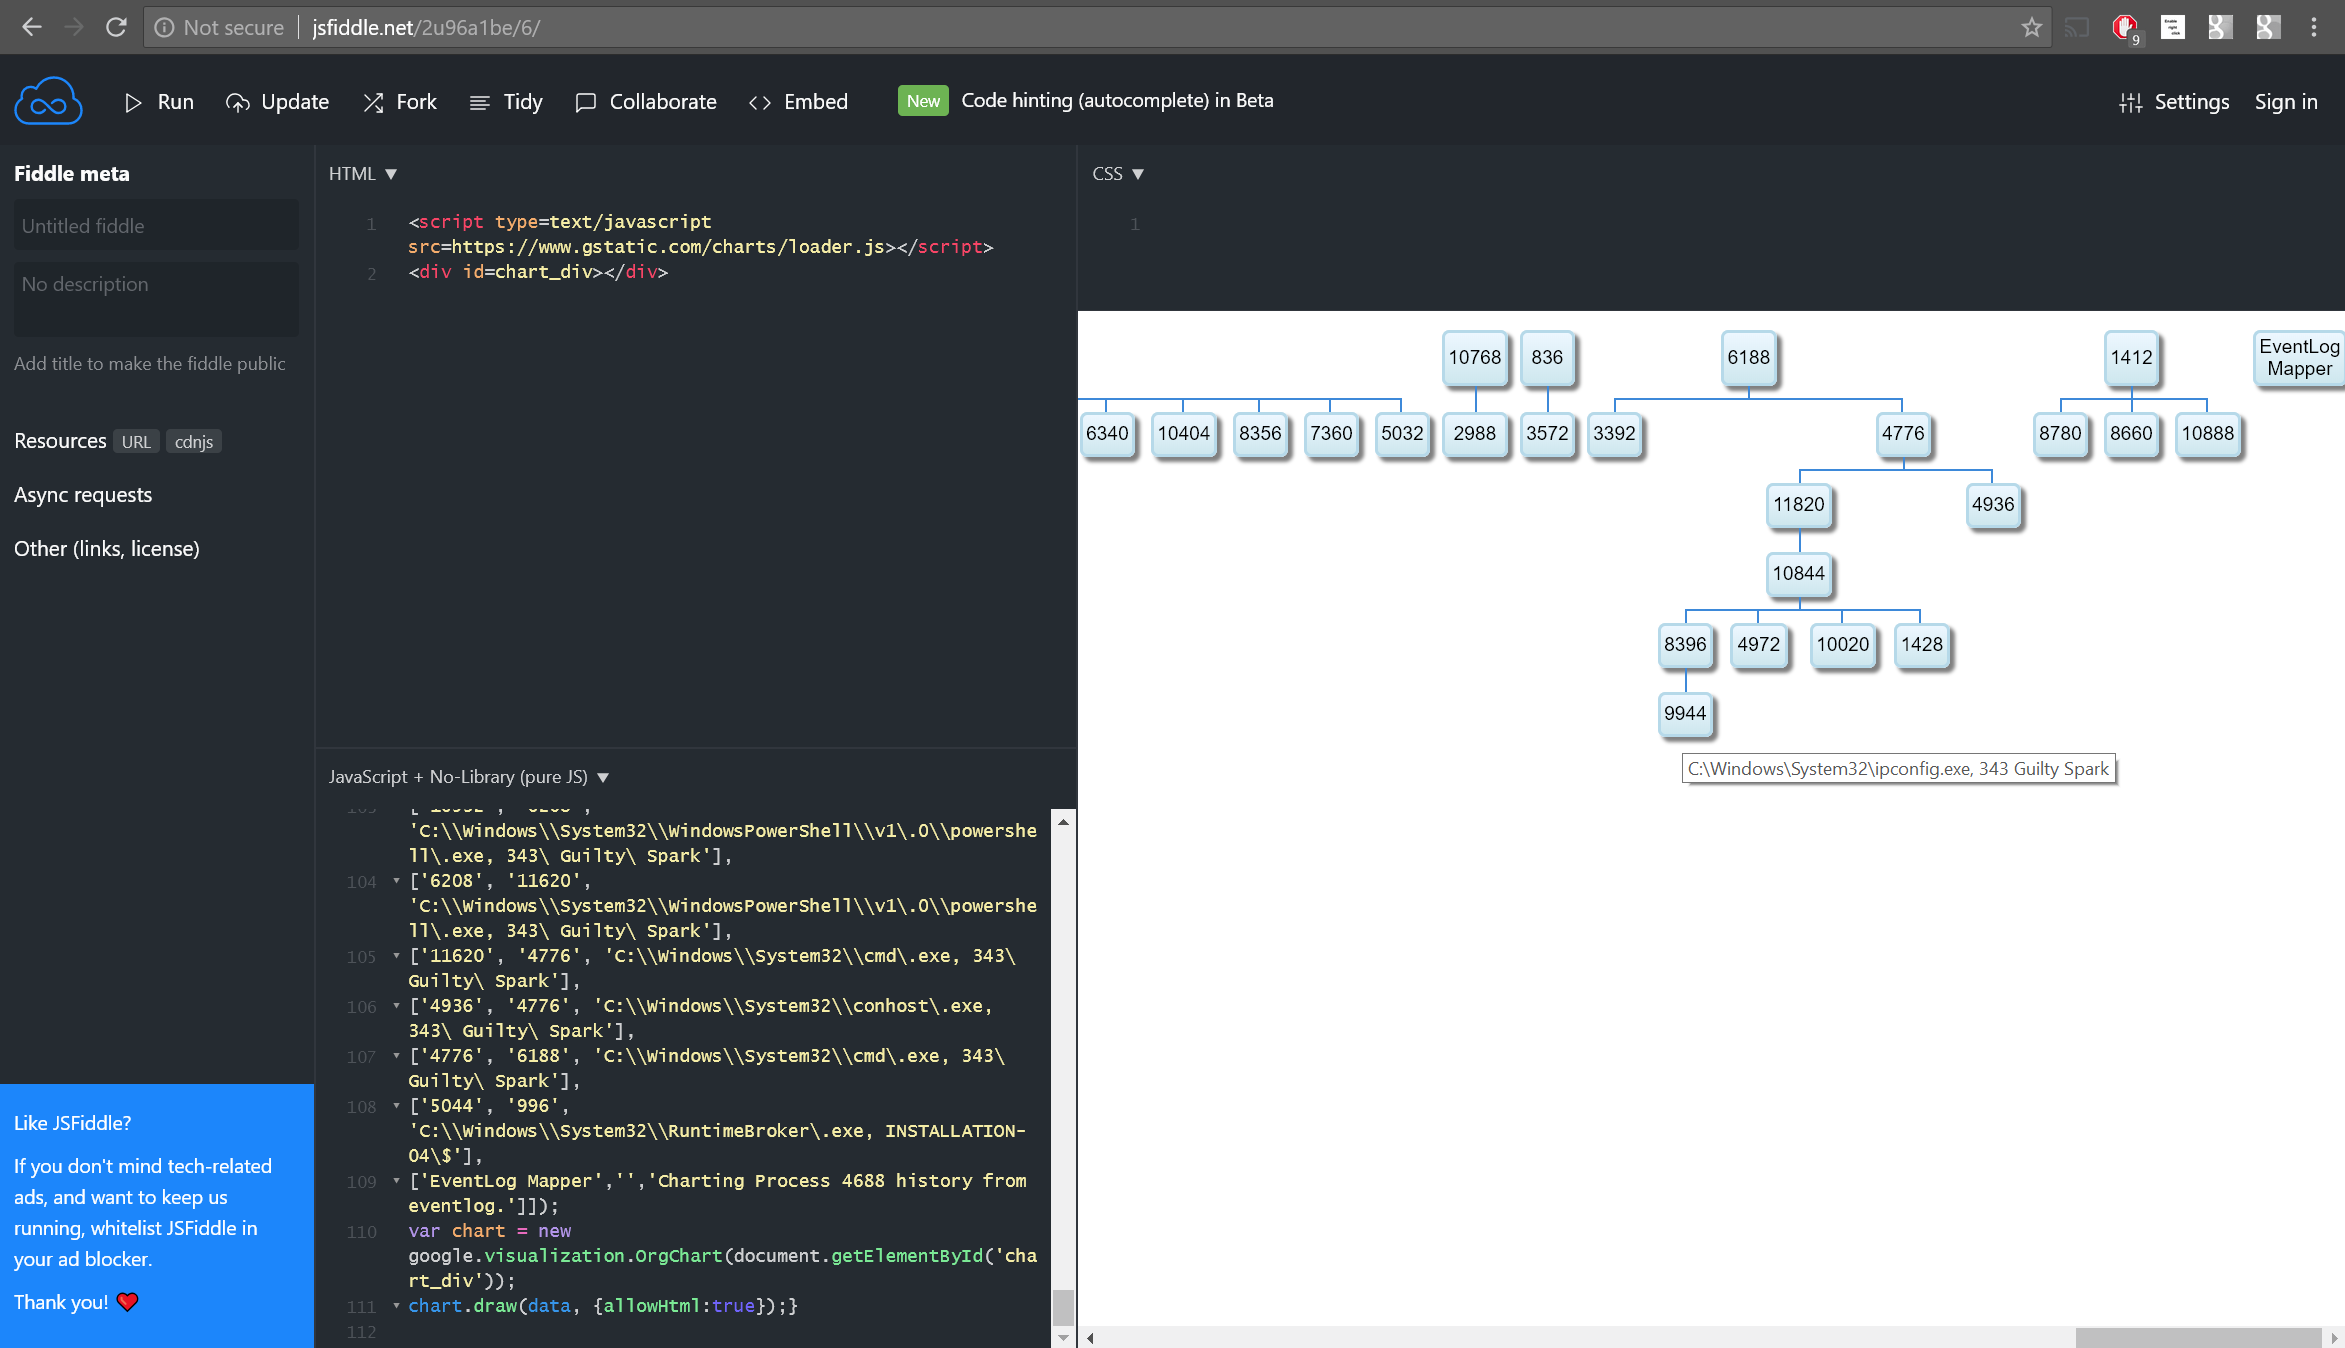 Not secure | jsfiddle.net/2u96a1be/6/
9
Run
Update
Fork
Tidy
Collaborate
Embed
New
Code hinting (autocomplete) in Beta
Settings
Sign in
Fiddle meta
Untitled fiddle
No description
Add title to make the fiddle public
Resources URL cdnjs
Async requests
Other (links, license)
Like JSFiddle?
If you don't mind tech-related
ads, and want to keep us
running, whitelist JSFiddle in
your ad blocker.
Thank you!
HTML ▼
1 <script type=text/javascript
src=https://www.gstatic.com/charts/loader.js></script>
2 <div id=chart_div></div>
JavaScript + No-Library (pure JS) ▼
'C:\\Windows\\System32\\WindowsPowerShell\\v1\.0\\powershe
ll\.exe, 343\ Guilty\ Spark'],
104 ['6208', '11620',
'C:\\Windows\\System32\\WindowsPowerShell\\v1\.0\\powershe
ll\.exe, 343\ Guilty\ Spark'],
105 ['11620', '4776', 'C:\\Windows\\System32\\cmd\.exe, 343\
Guilty\ Spark'],
106 ['4936', '4776', 'C:\\Windows\\System32\\conhost\.exe,
343\ Guilty\ Spark'],
107 ['4776', '6188', 'C:\\Windows\\System32\\cmd\.exe, 343\
Guilty\ Spark'],
108 ['5044', '996',
'C:\\Windows\\System32\\RuntimeBroker\.exe, INSTALLATION-
04\$'],
109 ['EventLog Mapper','','Charting Process 4688 history from
eventlog.']]);
110 var chart = new
google.visualization.OrgChart(document.getElementById('cha
rt_div'));
111 chart.draw(data, {allowHtml:true});}
112
CSS ▼
1
10768 836 6188 1412 EventLog
Mapper
6340 10404 8356 7360 5032 2988 3572 3392 4776 8780 8660 10888
11820 4936
10844
8396 4972 10020 1428
9944
C:\Windows\System32\ipconfig.exe, 343 Guilty Spark